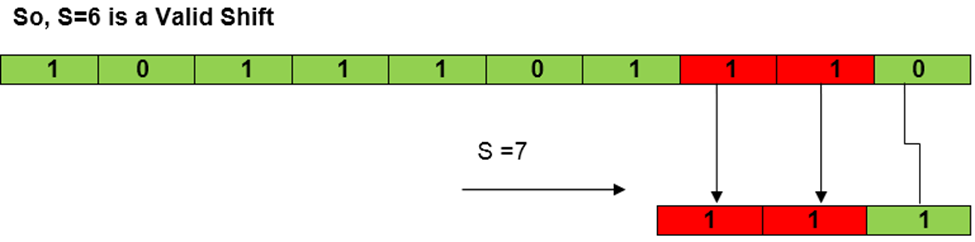 So, S=6 is a Valid Shift
1 0 1 1 1 0 1 1 1 0
S =7
1 1 1